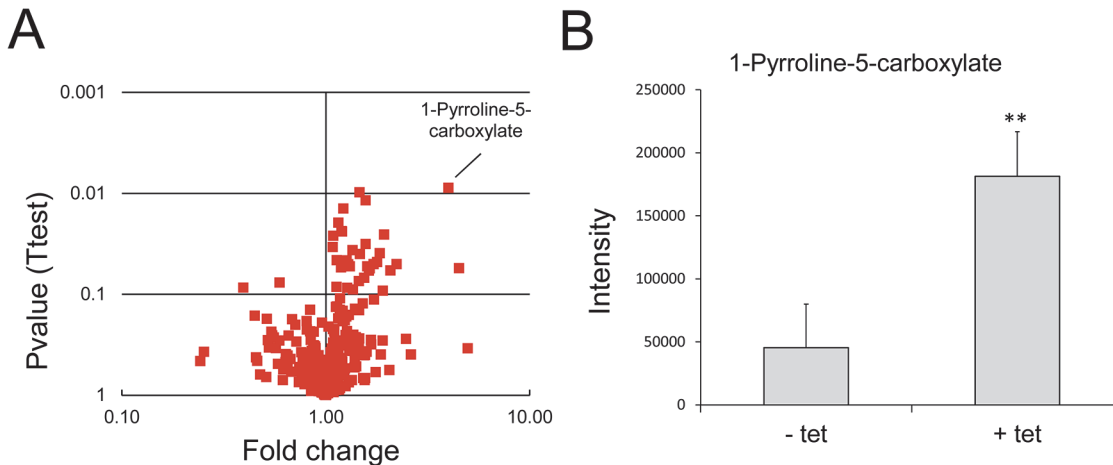 A
0.001
0.01
0.1
1
Pvalue (Ttest)
1-Pyrroline-5-
carboxylate
0.10
1.00
10.00
Fold change
B
1-Pyrroline-5-carboxylate
250000
200000
150000
100000
50000
0
Intensity
**
- tet
+ tet